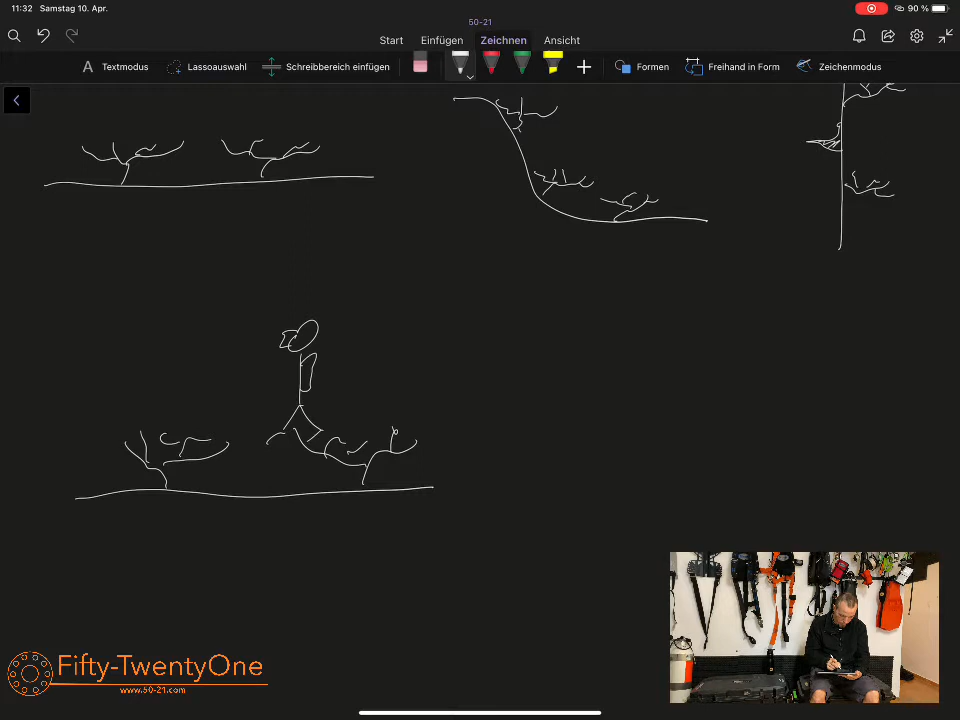 11:32 Samstag 10. Apr.
90 %
50-21
Start Einfügen Zeichnen Ansicht
Textmodus Lassoauswahl Schreibbereich einfügen Formen Freihand in Form Zeichenmodus
Fifty-TwentyOne
www.50-21.com